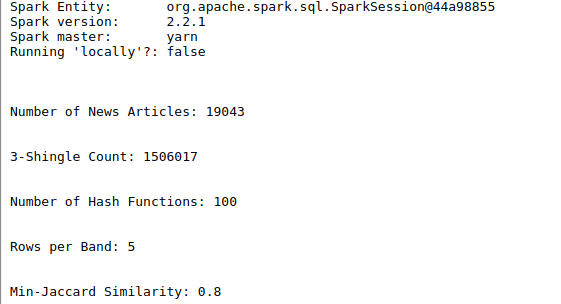 Spark Entity: org.apache.spark.sql.SparkSession@44a98855
Spark version: 2.2.1
Spark master: yarn
Running 'locally'?: false
Number of News Articles: 19043
3-Shingle Count: 1506017
Number of Hash Functions: 100
Rows per Band: 5
Min-Jaccard Similarity: 0.8